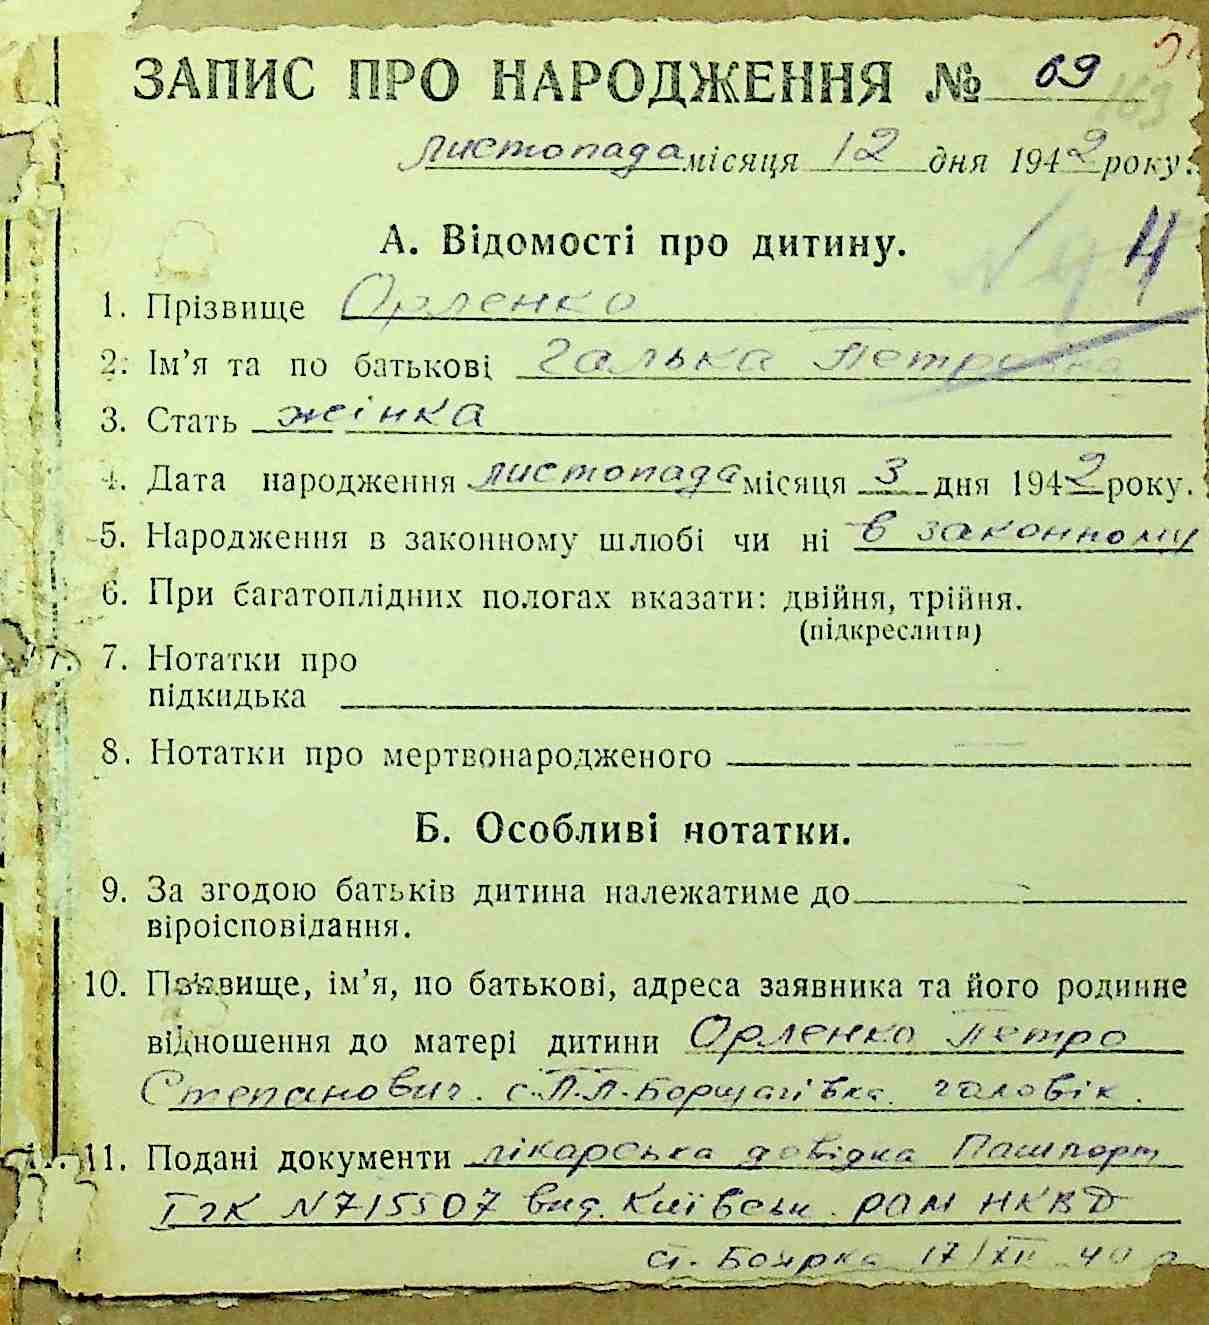 ЗАПИС ПРО НАРОДЖЕННЯ № 69
163
листопада місяця 12 дня 1942 року.
А. Відомості про дитину.
N 4
4
1. Прізвище Орленко
2. Ім’я та по батькові Галька Петрівна
3. Стать жінка
4. Дата народження листопада місяця 3 дня 1942 року.
5. Народження в законному шлюбі чи ні в законному
6. При багатоплідних пологах вказати: двійня, трійня.
(підкреслити)
7. Нотатки про
підкидька
8. Нотатки про мертвонародженого
Б. Особливі нотатки.
9. За згодою батьків дитина належатиме до
віроісповідання.
10. Прізвище, ім’я, по батькові, адреса заявника та його родинне
відношення до матері дитини Орленко Петро
Степанович. с. П.П.Борщагівка. чоловік.
11. Подані документи лікарська довідка Пашпорт
N715507 вид. Київськ. РОМ НКВД
ст. Боярка 17/XII 40 р